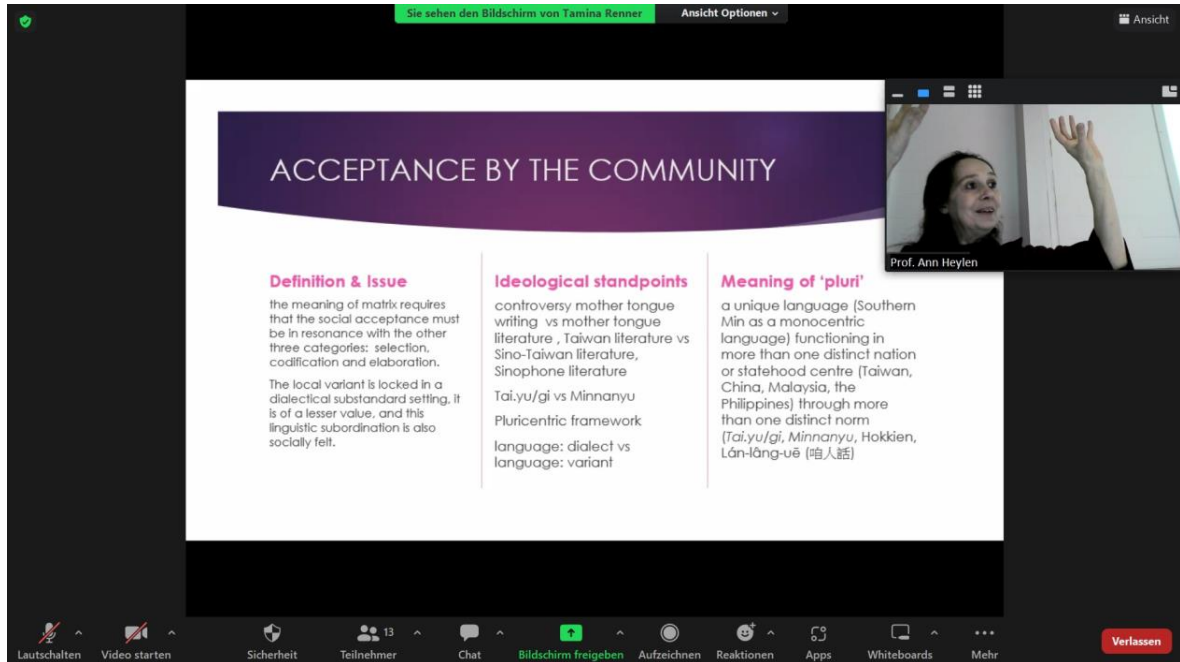 Sie sehen den Bildschirm von Tamina Renner
Ansicht Optionen
Ansicht
ACCEPTANCE BY THE COMMUNITY
Prof. Ann Heylen
Definition & Issue
the meaning of matrix requires
that the social acceptance must
be in resonance with the other
three categories: selection,
codification and elaboration.
The local variant is locked in a
dialectical substandard setting, it
is of a lesser value, and this
linguistic subordination is also
socially felt.
Ideological standpoints
controversy mother tongue
writing vs mother tongue
literature , Taiwan literature vs
Sino-Taiwan literature,
Sinophone literature
Tai.yu/gi vs Minnanyu
Pluricentric framework
language: dialect vs
language: variant
Meaning of ‘pluri’
a unique language (Southern
Min as a monocentric
language) functioning in
more than one distinct nation
or statehood centre (Taiwan,
China, Malaysia, the
Philippines) through more
than one distinct norm
(Tai.yu/gi, Minnanyu, Hokkien,
Lán-lâng-uē (咱人話)
Lautschalten
Video starten
Sicherheit
13
Teilnehmer
Chat
Bildschirm freigeben
Aufzeichnen
Reaktionen
Apps
Whiteboards
Mehr
Verlassen